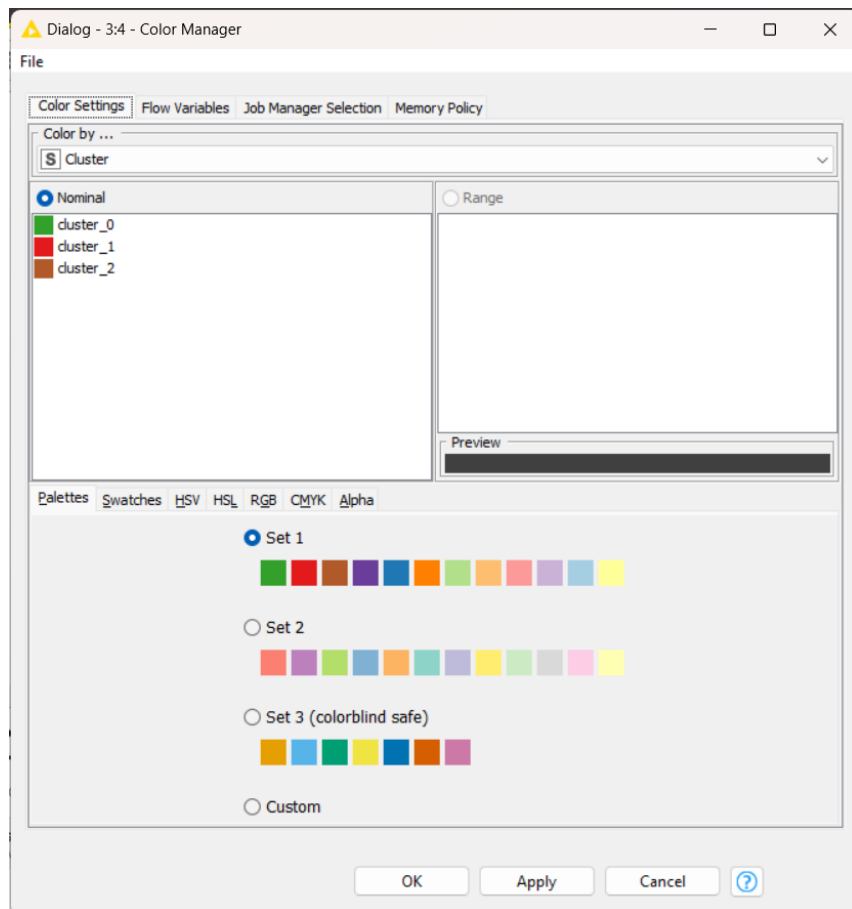 Dialog - 3:4 - Color Manager
File
Color Settings Flow Variables Job Manager Selection Memory Policy
Color by ...
S Cluster
Nominal
Range
cluster_0
cluster_1
cluster_2
Preview
Palettes Swatches HSV HSL RGB CMYK Alpha
Set 1
Set 2
Set 3 (colorblind safe)
Custom
OK Apply Cancel ?